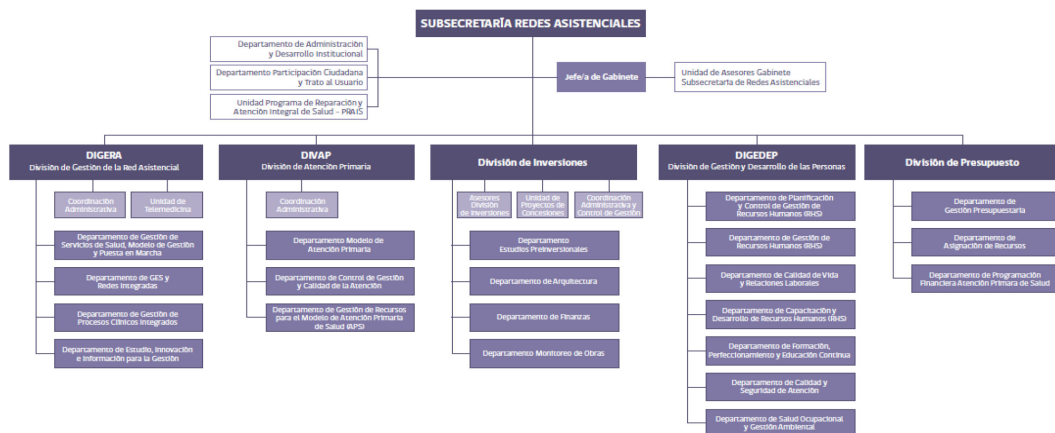 SUBSECRETARÍA REDES ASISTENCIALES
Departamento de Administración
y Desarrollo Institucional
Departamento Participación Ciudadana
y Trato al Usuario
Unidad Programa de Reparación y
Atención Integral de Salud - PRAIS
Jefe/a de Gabinete
Unidad de Asesores Gabinete
Subsecretaría de Redes Asistenciales
DIGERA
División de Gestión de la Red Asistencial
Coordinación
Administrativa
Unidad de
Telemedicina
Departamento de Gestión de
Servicios de Salud, Modelo de Gestión
y Puesta en Marcha
Departamento de GES y
Redes Integradas
Departamento de Gestión de
Procesos Clínicos Integrados
Departamento de Estudio, Innovación
e Información para la Gestión
DIVAP
División de Atención Primaria
Coordinación
Administrativa
Departamento Modelo de
Atención Primaria
Departamento de Control de Gestión
y Calidad de la Atención
Departamento de Gestión de Recursos
para el Modelo de Atención Primaria
de Salud (APS)
División de Inversiones
Asesores
División
de Inversiones
Unidad de
Proyectos de
Concesiones
Coordinación
Administrativa y
Control de Gestión
Departamento
Estudios Preinversionales
Departamento de Arquitectura
Departamento de Finanzas
Departamento Monitoreo de Obras
DIGEDEP
División de Gestión y Desarrollo de las Personas
Departamento de Planificación
y Control de Gestión de
Recursos Humanos (RHS)
Departamento de Gestión de
Recursos Humanos (RHS)
Departamento de Calidad de Vida
y Relaciones Laborales
Departamento de Capacitación y
Desarrollo de Recursos Humanos (RHS)
Departamento de Formación,
Perfeccionamiento y Educación Continua
Departamento de Calidad y
Seguridad de Atención
Departamento de Salud Ocupacional
y Gestión Ambiental
División de Presupuesto
Departamento de
Gestión Presupuestaria
Departamento de
Asignación de Recursos
Departamento de Programación
Financiera Atención Primara de Salud